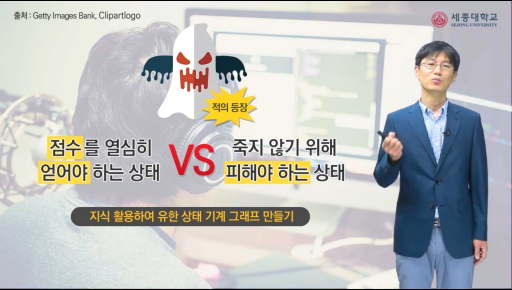 출처 : Getty Images Bank, Clipartlogo
세종대학교
SEJONG UNIVERSITY
적의 등장
점수를 열심히
얻어야 하는 상태
VS
죽지 않기 위해
피해야 하는 상태
지식 활용하여 유한 상태 기계 그래프 만들기